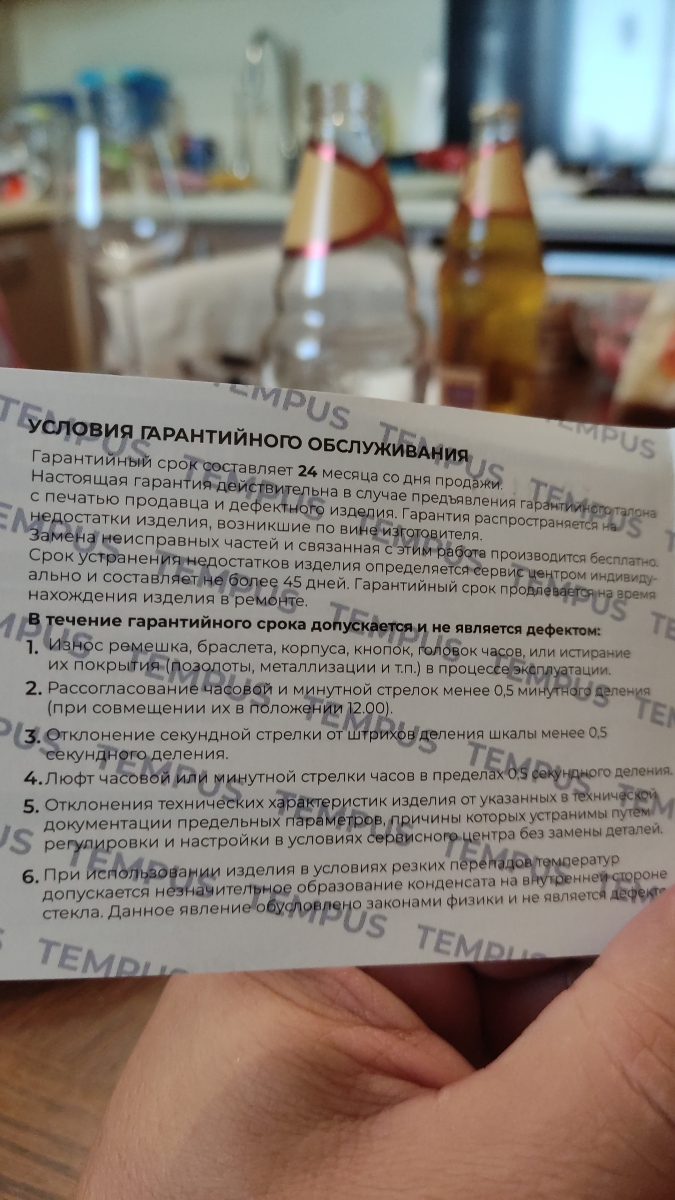 УСЛОВИЯ ГАРАНТИЙНОГО ОБСЛУЖИВАНИЯ
Гарантийный срок составляет 24 месяца со дня продажи.
Настоящая гарантия действительна в случае предъявления гарантийного талона
с печатью продавца и дефектного изделия. Гарантия распространяется на
недостатки изделия, возникшие по вине изготовителя.
Замена неисправных частей и связанная с этим работа производится бесплатно.
Срок устранения недостатков изделия определяется сервис центром индивиду-
ально и составляет не более 45 дней. Гарантийный срок продлевается на время
нахождения изделия в ремонте.
В течение гарантийного срока допускается и не является дефектом:
1. Износ ремешка, браслета, корпуса, кнопок, головок часов, или истирание
их покрытия (позолоты, металлизации и т.п.) в процессе эксплуатации.
2. Рассогласование часовой и минутной стрелок менее 0,5 минутного деления
(при совмещении их в положении 12.00).
3. Отклонение секундной стрелки от штрихов деления шкалы менее 0,5
секундного деления.
4. Люфт часовой или минутной стрелки часов в пределах 0,5 секундного деления.
5. Отклонения технических характеристик изделия от указанных в технической
документации предельных параметров, причины которых устранимы путем
регулировки и настройки в условиях сервисного центра без замены деталей.
6. При использовании изделия в условиях резких перепадов температур
допускается незначительное образование конденсата на внутренней стороне
стекла. Данное явление обусловлено законами физики и не является дефекто
TEMPUS